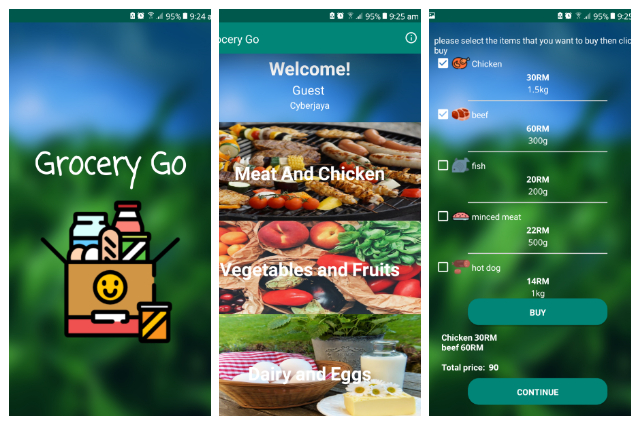 95% 9:24 a
Grocery Go
95% 9:25 am
ocery Go
Welcome!
Guest
Cyberjaya
Meat And Chicken
Vegetables and Fruits
Dairy and Eggs
95% 9:25
please select the items that you want to buy then clic
buy
Chicken
30RM
1.5kg
beef
60RM
300g
fish
20RM
200g
minced meat
22RM
500g
hot dog
14RM
1kg
BUY
Chicken 30RM
beef 60RM
Total price: 90
CONTINUE